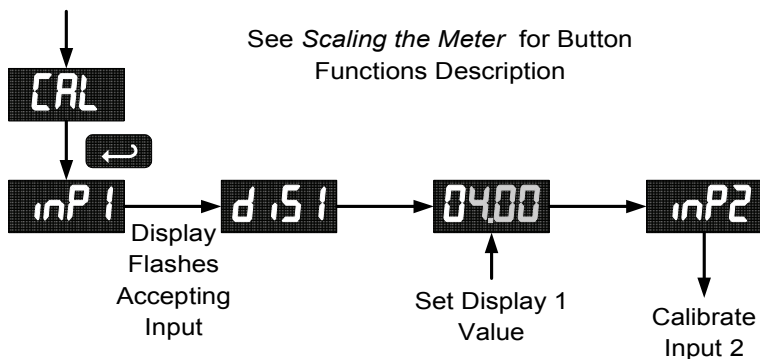 See Scaling the Meter for Button
Functions Description
CAL
inP1
diS1
04.00
inP2
Display
Flashes
Accepting
Input
Set Display 1
Value
Calibrate
Input 2